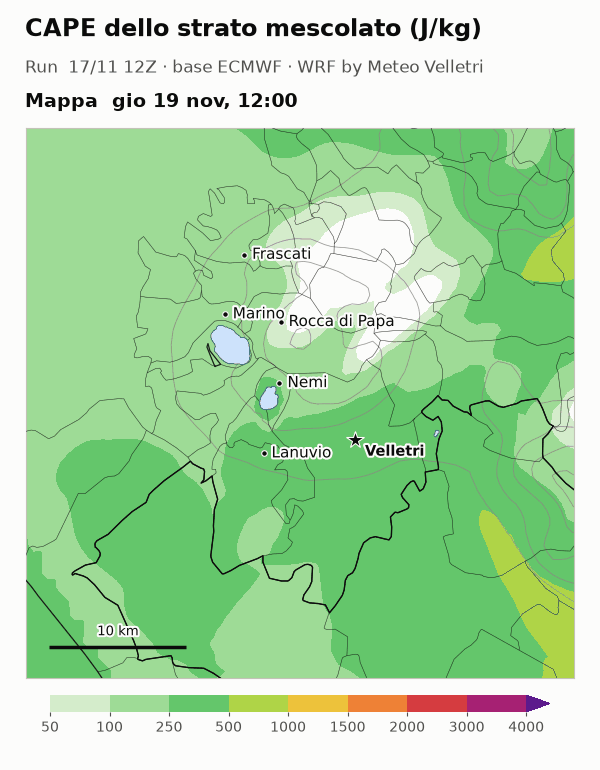 CAPE dello strato mescolato (J/kg)
Run  17/11 12Z · base ECMWF · WRF by Meteo Velletri
Mappa  gio 19 nov, 12:00
Frascati
Marino
Rocca di Papa
Nemi
Velletri
Lanuvio
10 km
50 100 250 500 1000 1500 2000 3000 4000